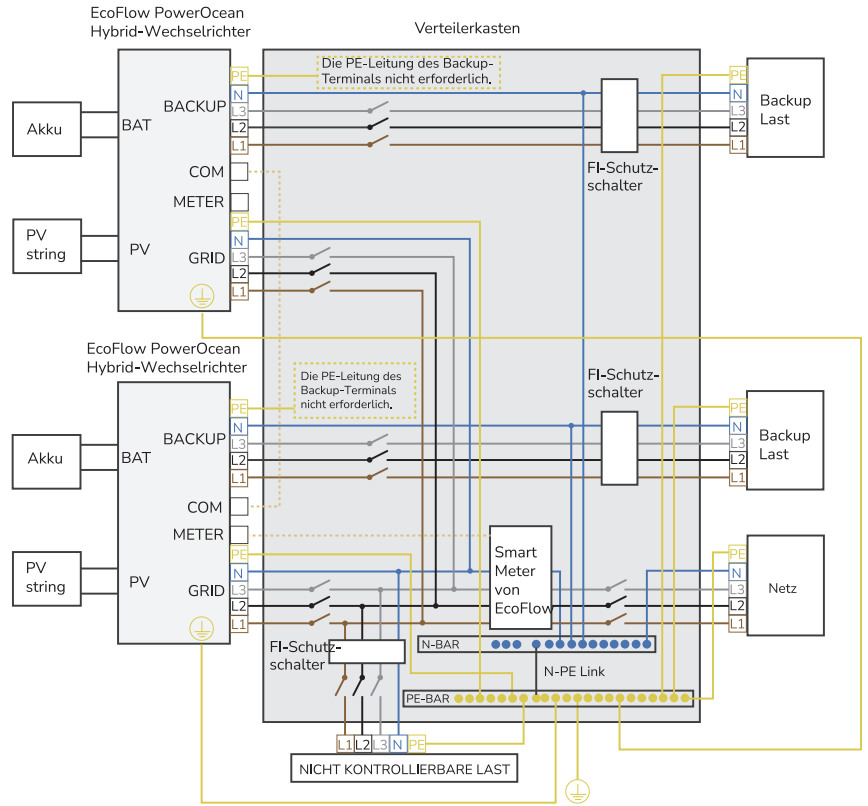 EcoFlow PowerOcean
Hybrid-Wechselrichter
Verteilerkasten
Die PE-Leitung des Backup-
Terminals nicht erforderlich.
PE
N
L3
L2
L1
BACKUP
Akku
BAT
COM
METER
PE
N
L3
L2
L1
GRID
PV
string
PV
FI-Schutz-
schalter
PE
N
L3
L2
L1
Backup
Last
EcoFlow PowerOcean
Hybrid-Wechselrichter
Die PE-Leitung des
Backup-Terminals
nicht erforderlich.
PE
N
L3
L2
L1
BACKUP
Akku
BAT
COM
METER
PE
N
L3
L2
L1
GRID
PV
string
PV
FI-Schutz-
schalter
PE
N
L3
L2
L1
Backup
Last
Smart
Meter
von
EcoFlow
PE
N
L3
L2
L1
Netz
FI-Schutz-
schalter
N-BAR
N-PE Link
PE-BAR
L1 L2 L3 N PE
NICHT KONTROLLIERBARE LAST